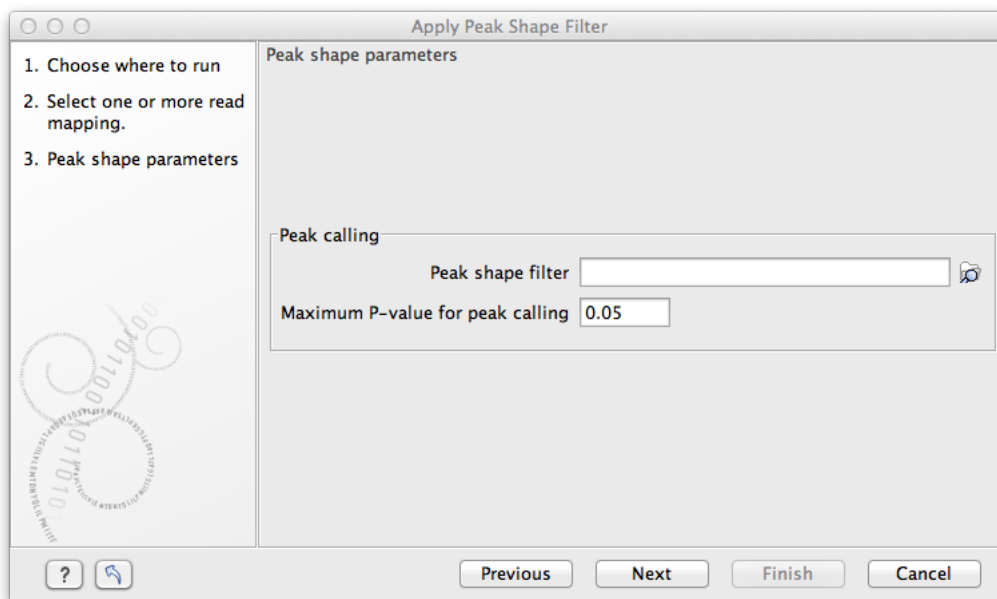 Apply Peak Shape Filter
1. Choose where to run
2. Select one or more read
mapping.
3. Peak shape parameters
Peak shape parameters
Peak calling
Peak shape filter
Maximum P-value for peak calling 0.05
?
Previous Next Finish Cancel